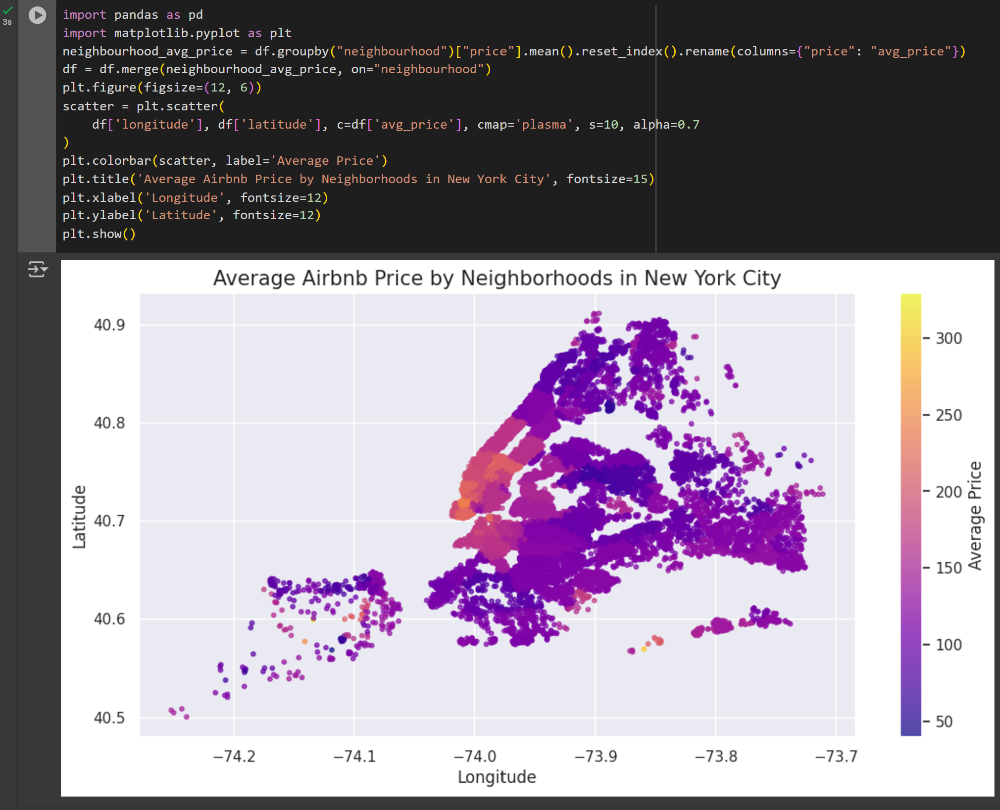 3s
import pandas as pd
import matplotlib.pyplot as plt
neighbourhood_avg_price = df.groupby("neighbourhood")["price"].mean().reset_index().rename(columns={"price": "avg_price"})
df = df.merge(neighbourhood_avg_price, on="neighbourhood")
plt.figure(figsize=(12, 6))
scatter = plt.scatter(
    df['longitude'], df['latitude'], c=df['avg_price'], cmap='plasma', s=10, alpha=0.7
)
plt.colorbar(scatter, label='Average Price')
plt.title('Average Airbnb Price by Neighborhoods in New York City', fontsize=15)
plt.xlabel('Longitude', fontsize=12)
plt.ylabel('Latitude', fontsize=12)
plt.show()
Average Airbnb Price by Neighborhoods in New York City
Latitude
40.9
40.8
40.7
40.6
40.5
−74.2
−74.1
−74.0
−73.9
−73.8
−73.7
Longitude
300
250
200
150
100
50
Average Price